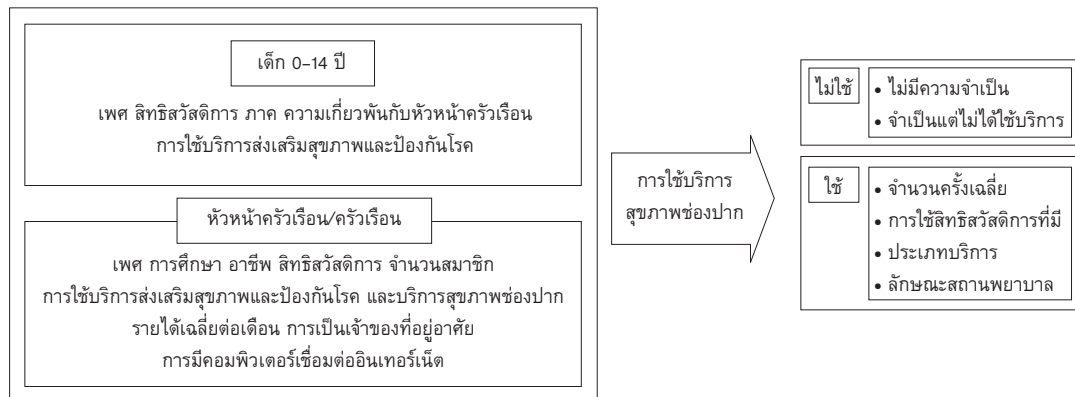 เด็ก 0–14 ปี
เพศ สิทธิสวัสดิการ ภาค ความเกี่ยวพันกับหัวหน้าครัวเรือน
การใช้บริการส่งเสริมสุขภาพและป้องกันโรค
หัวหน้าครัวเรือน/ครัวเรือน
เพศ การศึกษา อาชีพ สิทธิสวัสดิการ จำนวนสมาชิก
การใช้บริการส่งเสริมสุขภาพและป้องกันโรค และบริการสุขภาพช่องปาก
รายได้เฉลี่ยต่อเดือน การเป็นเจ้าของที่อยู่อาศัย
การมีคอมพิวเตอร์เชื่อมต่ออินเทอร์เน็ต
การใช้บริการ
สุขภาพช่องปาก
ไม่ใช้
• ไม่มีความจำเป็น
• จำเป็นแต่ไม่ได้ใช้บริการ
ใช้
• จำนวนครั้งเฉลี่ย
• การใช้สิทธิสวัสดิการที่มี
• ประเภทบริการ
• ลักษณะสถานพยาบาล